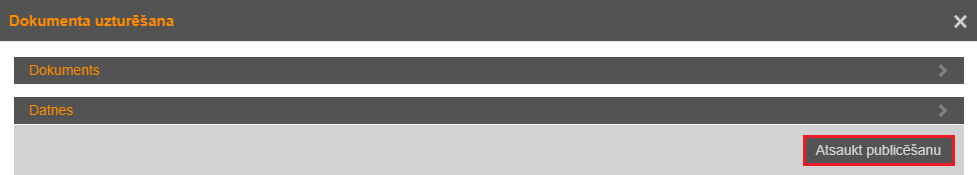 Dokumenta uzturēšana
Dokuments
Datnes
Atsaukt publicēšanu